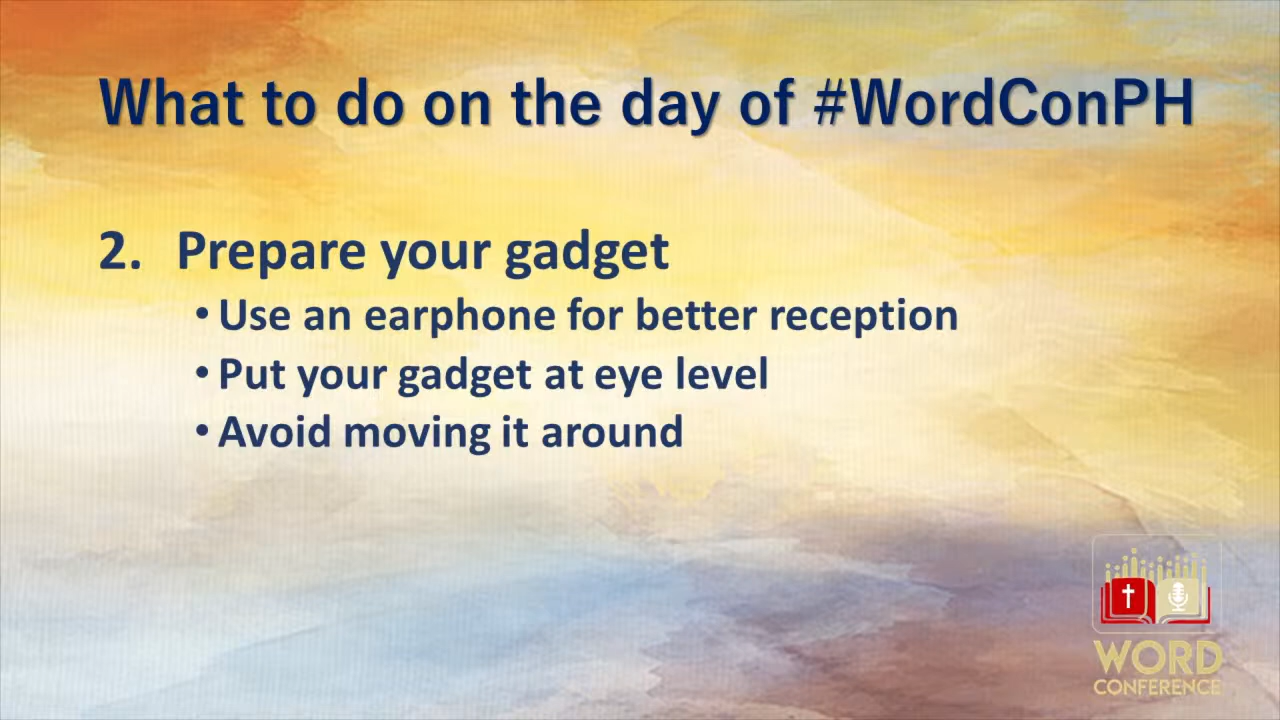 What to do on the day of #WordConPH
2. Prepare your gadget
• Use an earphone for better reception
• Put your gadget at eye level
• Avoid moving it around
WORD
CONFERENCE